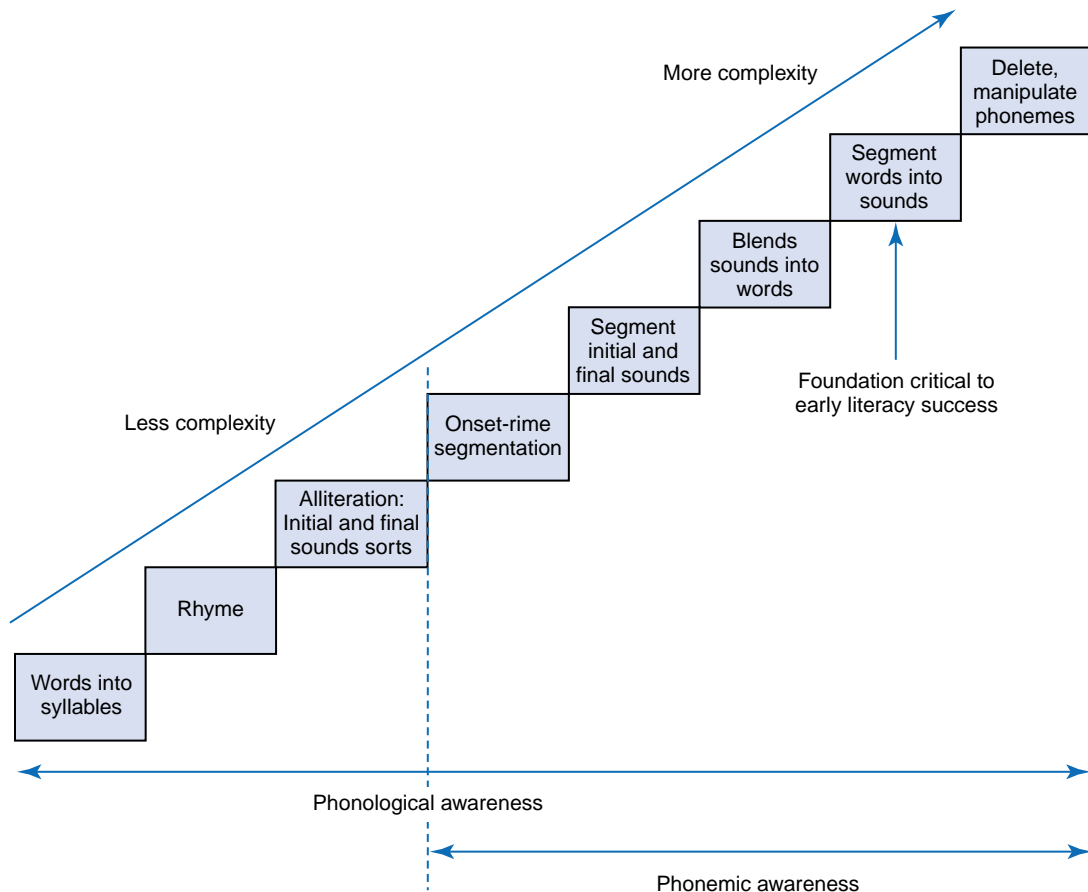 More complexity
Delete,
manipulate
phonemes
Segment
words into
sounds
Blends
sounds into
words
Segment
initial and
final sounds
Foundation critical to
early literacy success
Less complexity
Onset-rime
segmentation
Alliteration:
Initial and final
sounds sorts
Rhyme
Words into
syllables
Phonological awareness
Phonemic awareness